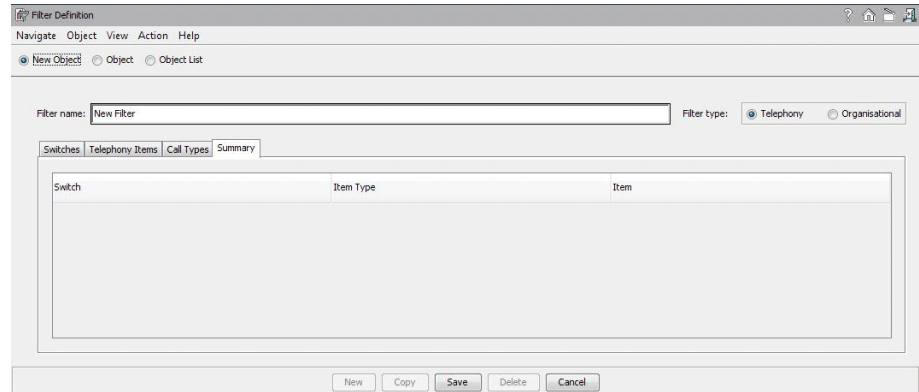 Filter Definition
?
Navigate Object View Action Help
New Object Object Object List
Filter name: New Filter Filter type: Telephony Organisational
Switches Telephony Items Call Types Summary
Switch Item Type Item
New Copy Save Delete Cancel